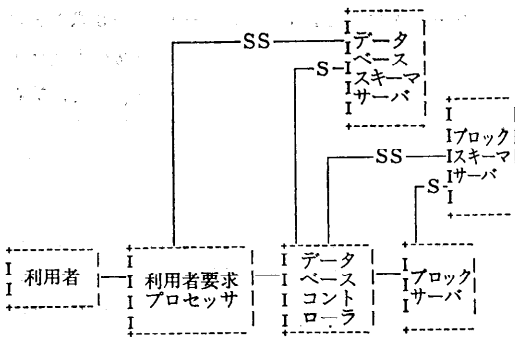 SS
データ
ベース
スキーマ
サーバ
S
SS
ブロック
スキーマ
サーバ
S
利用者
利用者要求
プロセッサ
データ
ベース
コント
ローラ
ブロック
サーバ